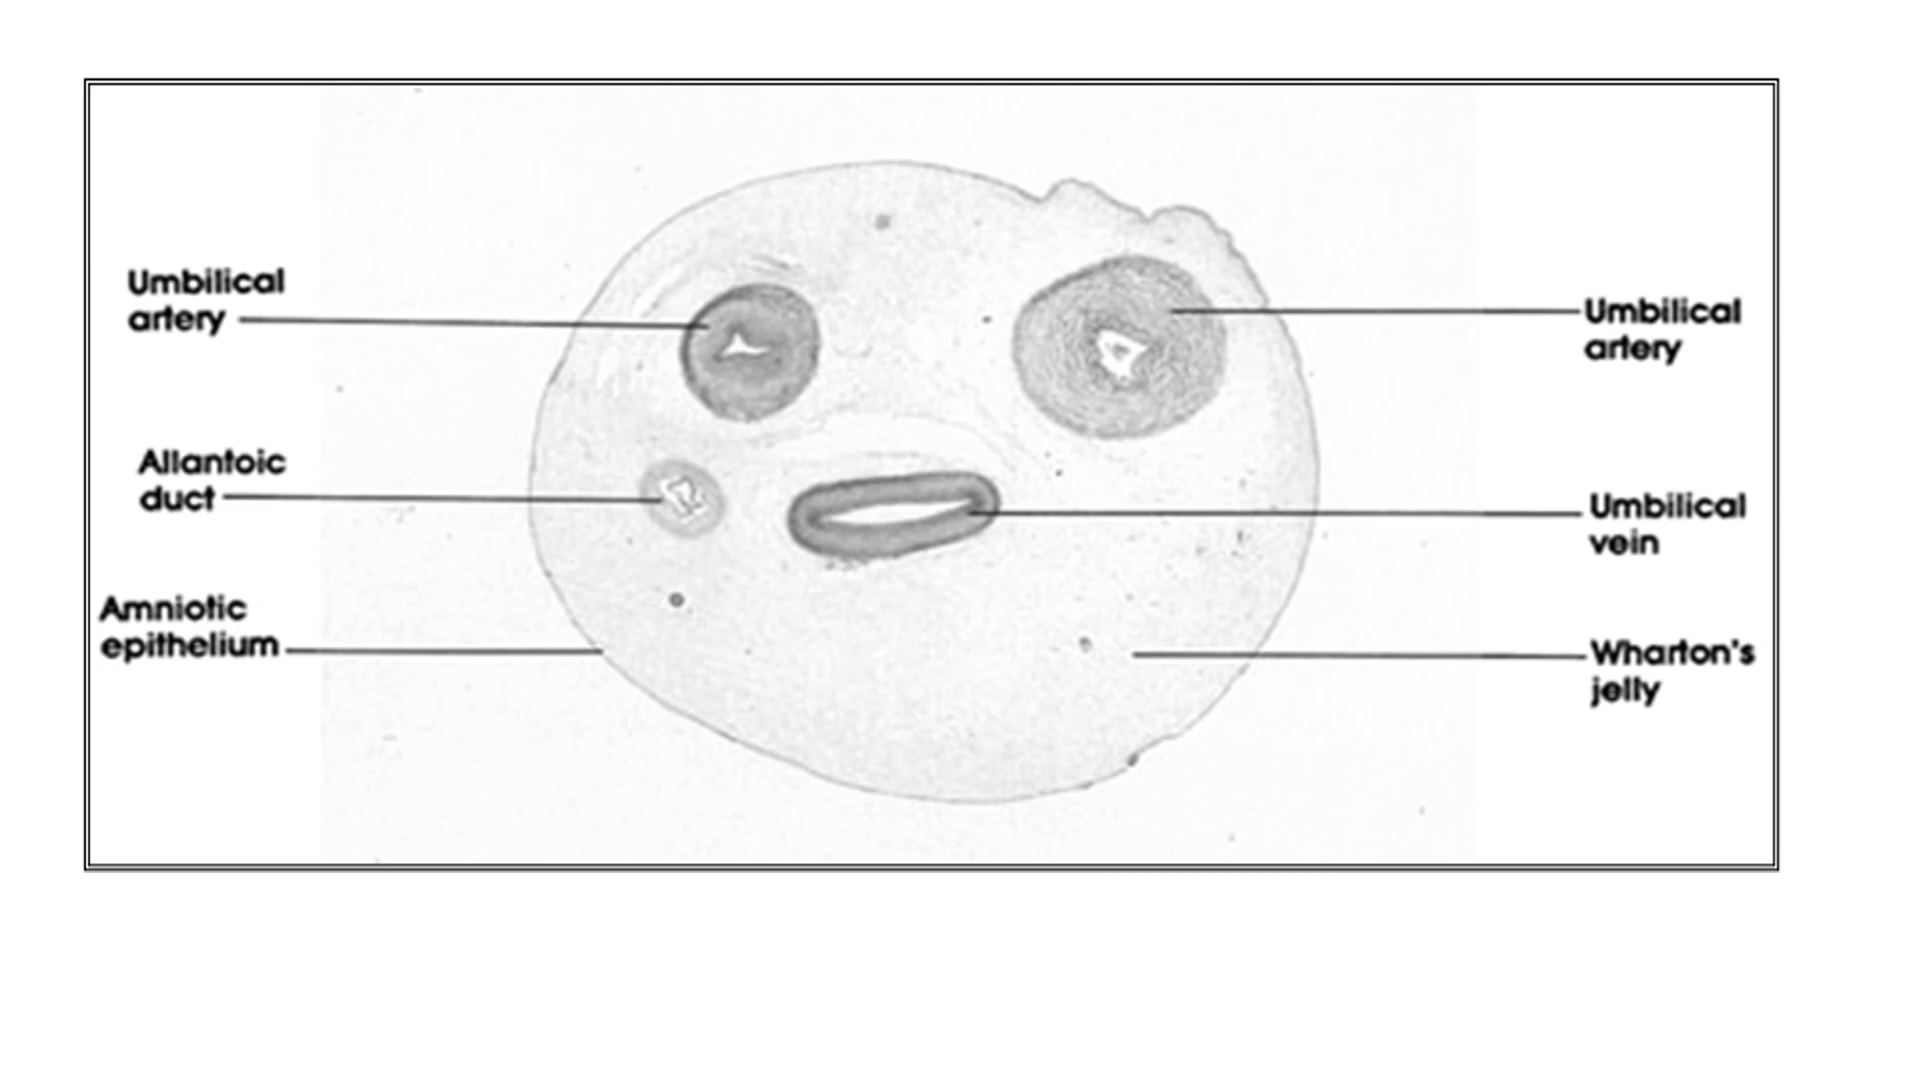 Umbilical
artery
Allantoic
duct
Amniotic
epithelium
Umbilical
artery
Umbilical
vein
Wharton's
jelly